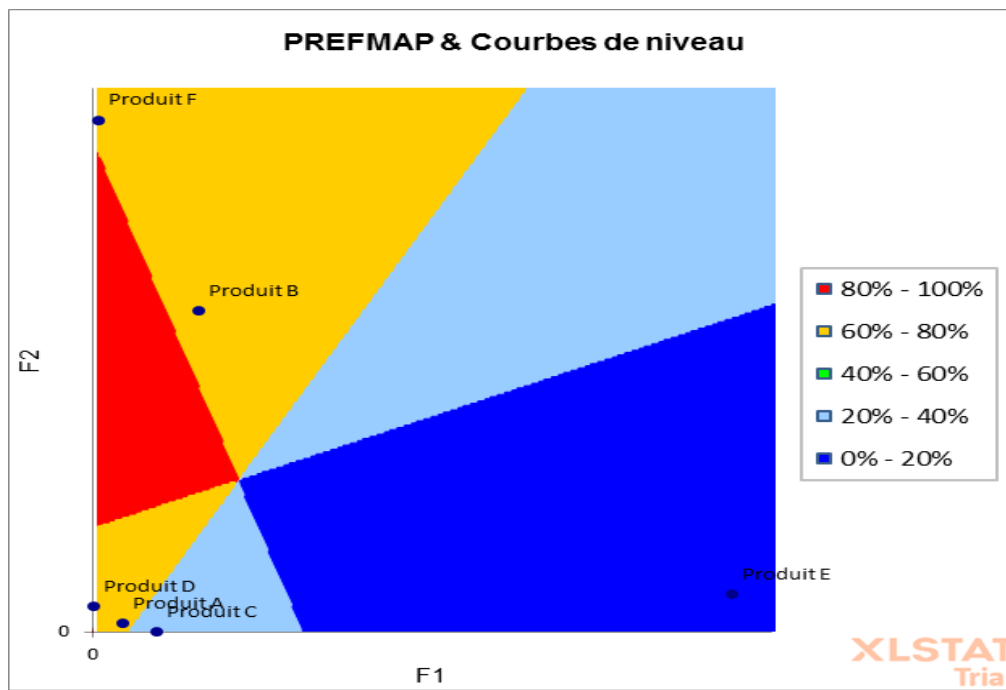 PREFMAP & Courbes de niveau
Produit F
Produit B
80% - 100%
60% - 80%
40% - 60%
20% - 40%
0% - 20%
F2
Produit D
Produit A
Produit C
Produit E
0
0
F1
XLSTAT
Tria